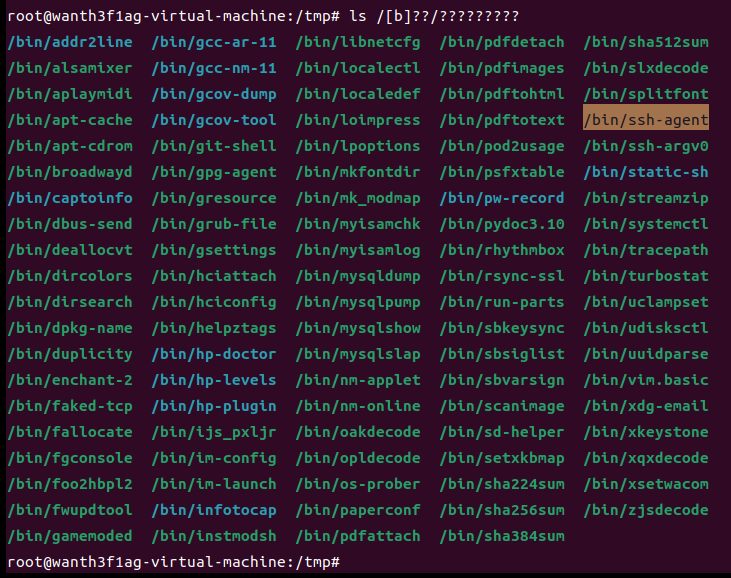 root@wanth3f1ag-virtual-machine:/tmp# ls /[b]??/?????????
/bin/addr2line /bin/gcc-ar-11 /bin/libnetcfg /bin/pdfdetach /bin/sha512sum
/bin/alsamixer /bin/gcc-nm-11 /bin/localectl /bin/pdfimages /bin/slxdecode
/bin/aplaymidi /bin/gcov-dump /bin/localedef /bin/pdftohtml /bin/splitfont
/bin/apt-cache /bin/gcov-tool /bin/loimpress /bin/pdftotext /bin/ssh-agent
/bin/apt-cdrom /bin/git-shell /bin/lpoptions /bin/pod2usage /bin/ssh-argv0
/bin/broadwayd /bin/gpg-agent /bin/mkfontdir /bin/psfxtable /bin/static-sh
/bin/captoinfo /bin/gresource /bin/mk_modmap /bin/pw-record /bin/streamzip
/bin/dbus-send /bin/grub-file /bin/myisamchk /bin/pydoc3.10 /bin/systemctl
/bin/deallocvt /bin/gsettings /bin/myisamlog /bin/rhythmbox /bin/tracepath
/bin/dircolors /bin/hciattach /bin/mysqldump /bin/rsync-ssl /bin/turbostat
/bin/dirsearch /bin/hciconfig /bin/mysqlpump /bin/run-parts /bin/uclampset
/bin/dpkg-name /bin/helpztags /bin/mysqlshow /bin/sbkeysync /bin/udisksctl
/bin/duplicity /bin/hp-doctor /bin/mysqlslap /bin/sbsiglist /bin/uuidparse
/bin/enchant-2 /bin/hp-levels /bin/nm-applet /bin/sbvarsign /bin/vim.basic
/bin/faked-tcp /bin/hp-plugin /bin/nm-online /bin/scanimage /bin/xdg-email
/bin/fallocate /bin/ijs_pxljr /bin/oakdecode /bin/sd-helper /bin/xkeystone
/bin/fgconsole /bin/im-config /bin/opldecode /bin/setxkbmap /bin/xqxdecode
/bin/foo2hbpl2 /bin/im-launch /bin/os-prober /bin/sha224sum /bin/xsetwacom
/bin/fwupdtool /bin/infotocap /bin/paperconf /bin/sha256sum /bin/zjsdecode
/bin/gamemoded /bin/instmodsh /bin/pdfattach /bin/sha384sum
root@wanth3f1ag-virtual-machine:/tmp#